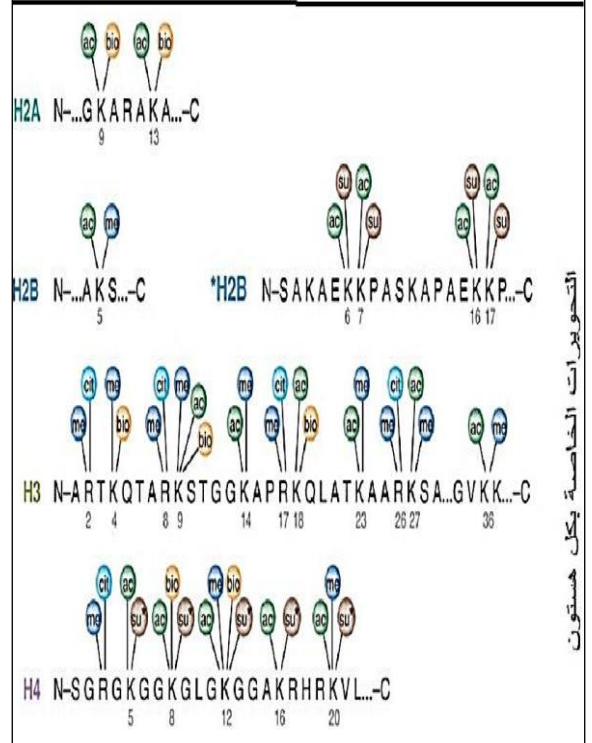 ac bio ac bio
H2A N–...GKARAKA...–C
9 13
su ac su ac
ac su ac su
ac me
H2B N–...AKS...–C
5
*H2B N–SAKAEKKPASKAPAEKKP...–C
6 7 16 17
cit me cit me me cit ac me cit ac
me bio me ac bio ac me bio ac me me ac me
H3 N–ARTKQTARKSTGGKAPRKQLATKAARKSA...GVKK...–C
2 4 8 9 14 17 18 23 26 27 36
cit ac bio me bio me
me su* ac su* ac su* ac su* ac su*
H4 N–SGRGKGGKGLGKGGAKRHRKVL...–C
5 8 12 16 20
التحويرات الخاصة بكل هستون